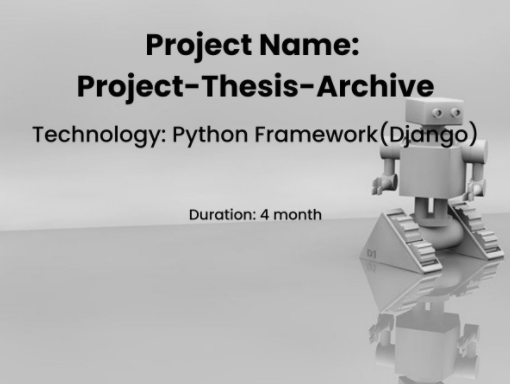 Project Name:
Project-Thesis-Archive
Technology: Python Framework(Django)
Duration: 4 month